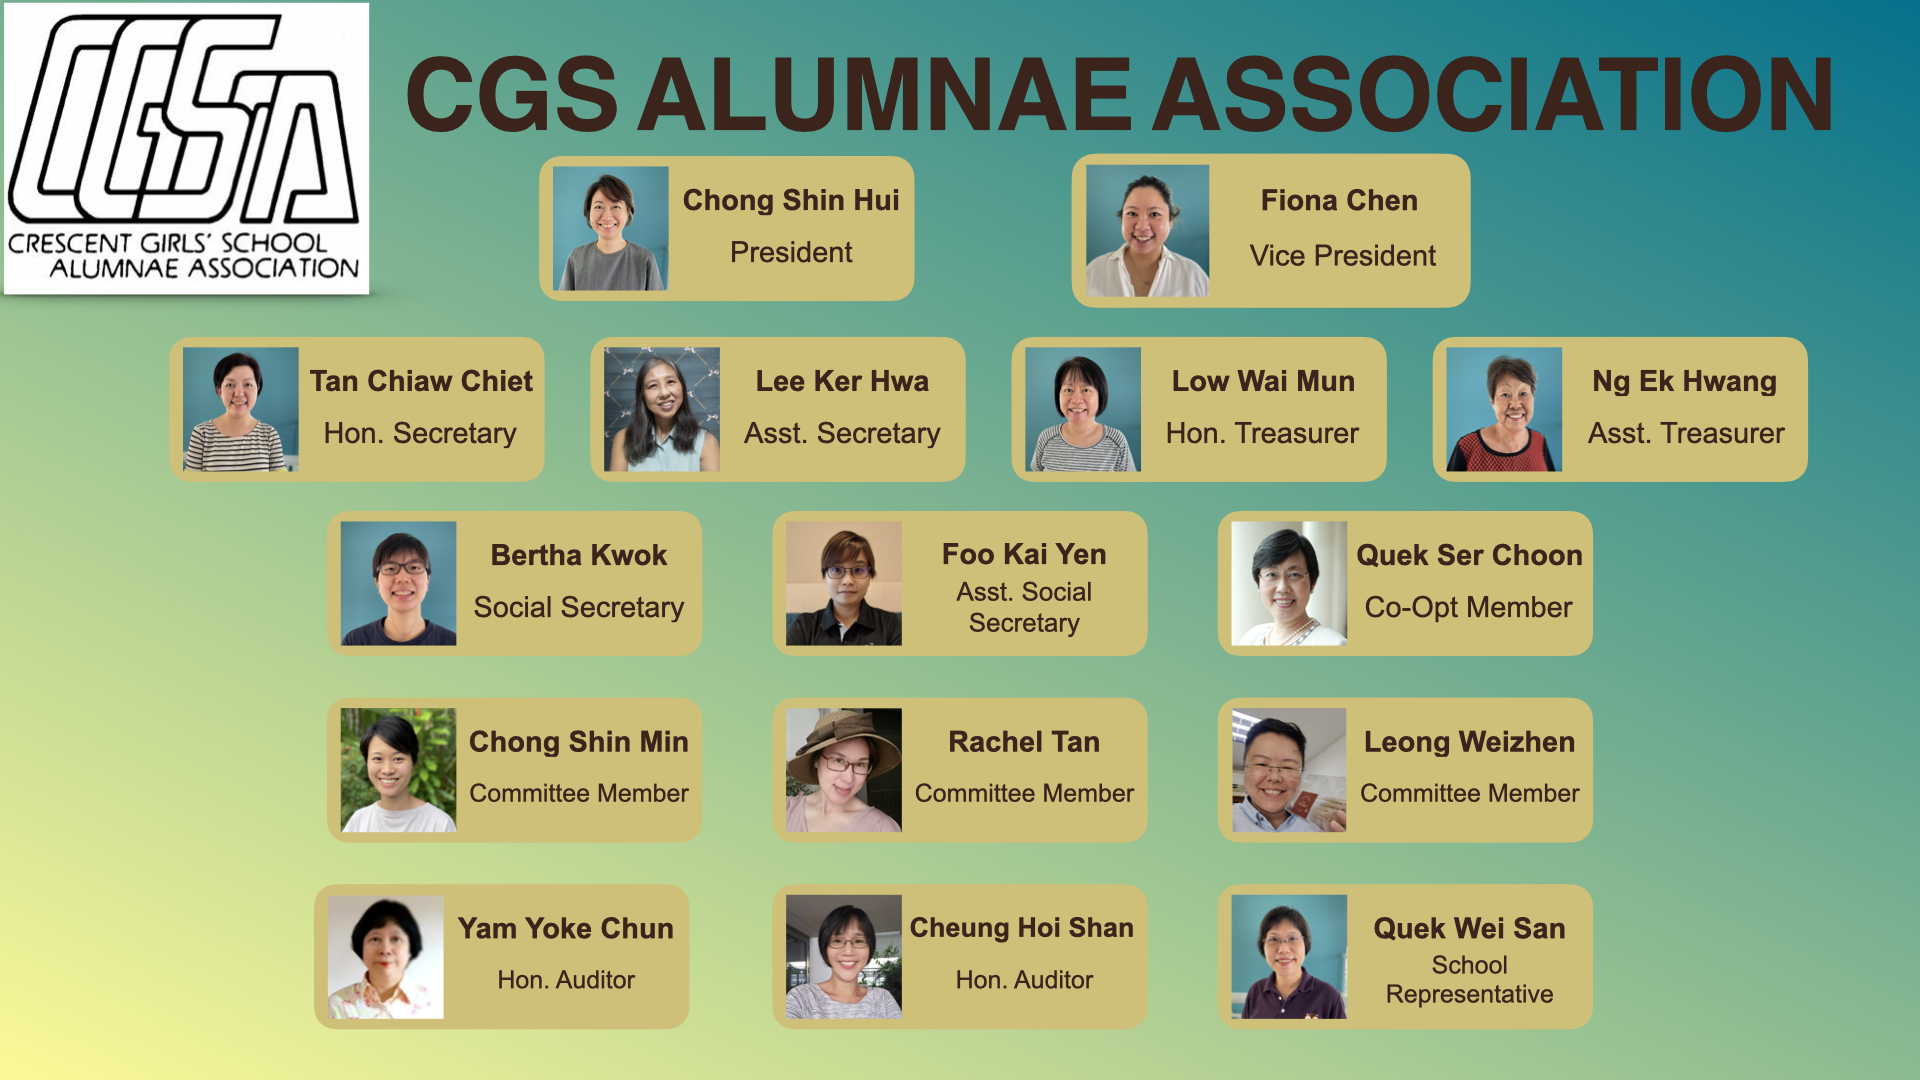 CGSAA
CRESCENT GIRLS' SCHOOL
ALUMNAE ASSOCIATION
CGS ALUMNAE ASSOCIATION
Chong Shin Hui
President
Fiona Chen
Vice President
Tan Chiaw Chiet
Hon. Secretary
Lee Ker Hwa
Asst. Secretary
Low Wai Mun
Hon. Treasurer
Ng Ek Hwang
Asst. Treasurer
Bertha Kwok
Social Secretary
Foo Kai Yen
Asst. Social
Secretary
Quek Ser Choon
Co-Opt Member
Chong Shin Min
Committee Member
Rachel Tan
Committee Member
Leong Weizhen
Committee Member
Yam Yoke Chun
Hon. Auditor
Cheung Hoi Shan
Hon. Auditor
Quek Wei San
School
Representative